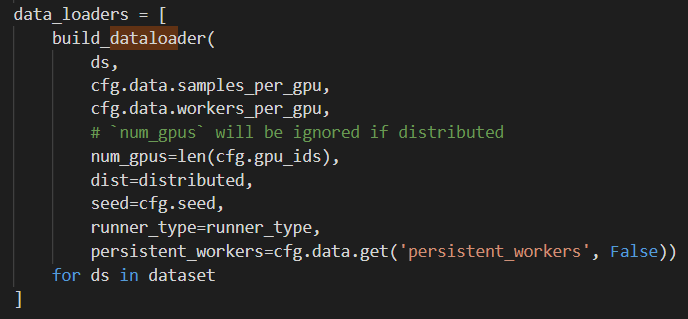 data_loaders = [
    build_dataloader(
        ds,
        cfg.data.samples_per_gpu,
        cfg.data.workers_per_gpu,
        # `num_gpus` will be ignored if distributed
        num_gpus=len(cfg.gpu_ids),
        dist=distributed,
        seed=cfg.seed,
        runner_type=runner_type,
        persistent_workers=cfg.data.get('persistent_workers', False))
    for ds in dataset
]